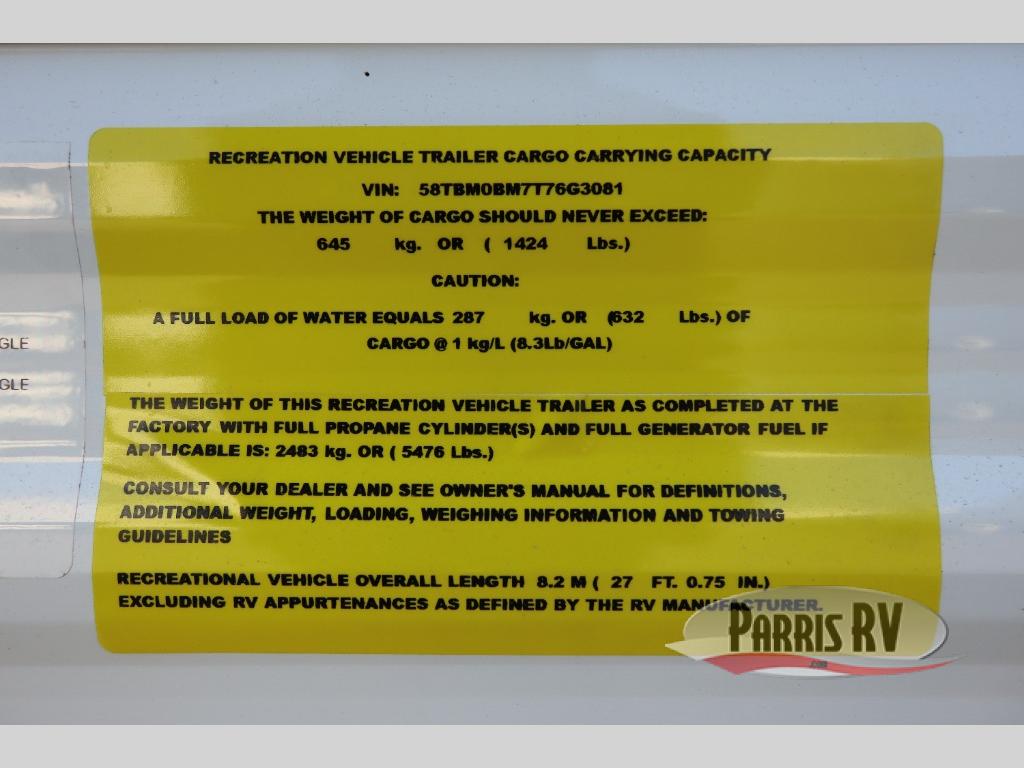 RECREATION VEHICLE TRAILER CARGO CARRYING CAPACITY
VIN: 58TBM0BM7T76G3081
THE WEIGHT OF CARGO SHOULD NEVER EXCEED:
645 kg. OR ( 1424 Lbs.)
CAUTION:
A FULL LOAD OF WATER EQUALS 287 kg. OR (632 Lbs.) OF
CARGO @ 1 kg/L (8.3Lb/GAL)
GLE
GLE
THE WEIGHT OF THIS RECREATION VEHICLE TRAILER AS COMPLETED AT THE
FACTORY WITH FULL PROPANE CYLINDER(S) AND FULL GENERATOR FUEL IF
APPLICABLE IS: 2483 kg. OR ( 5476 Lbs.)
CONSULT YOUR DEALER AND SEE OWNER'S MANUAL FOR DEFINITIONS,
ADDITIONAL WEIGHT, LOADING, WEIGHING INFORMATION AND TOWING
GUIDELINES
RECREATIONAL VEHICLE OVERALL LENGTH 8.2 M ( 27 FT. 0.75 IN.)
EXCLUDING RV APPURTENANCES AS DEFINED BY THE RV MANUFACTURER.
PARRIS RV
.com